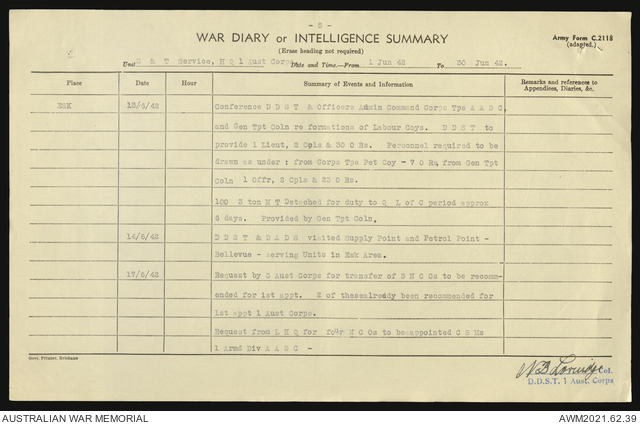 - 5 -
WAR DIARY or INTELLIGENCE SUMMARY
(Erase heading not required)
Army Form C.2118
(adapted.)
Unit S & T Service, H Q 1 Aust Corps Date and Time.—From 1 Jun 42 To 30 Jun 42.
Place Date Hour Summary of Events and Information Remarks and references to
Appendices, Diaries, &c.
ESK 13/6/42 Conference D D S T & Officers Admin Command Corps Tps A A S C,
and Gen Tpt Coln re formations of Labour Coys. D D S T to
provide 1 Lieut, 2 Cpls & 30 O Rs. Personnel required to be
drawn as under : from Corps Tps Pet Coy - 7 O Rs, from Gen Tpt
Coln 1 Offr, 2 Cpls & 23 O Rs.
100 3 ton M T Detached for duty to Q L of C period approx
6 days. Provided by Gen Tpt Coln.
14/6/42 D D S T & D A D S visited Supply Point and Petrol Point -
Bellevue - serving Units in Esk Area.
17/6/42 Request by 2 Aust Corps for transfer of 5 N C Os to be recomm-
ended for 1st appt. 2 of these already been recommended for
1st appt 1 Aust Corps.
Request from L H Q for four N C Os to be appointed C S Ms
1 Armd Div A A S C -
Govt. Printer, Brisbane
Col.
D.D.S.T. 1 Aust. Corps
AUSTRALIAN WAR MEMORIAL AWM2021.62.39